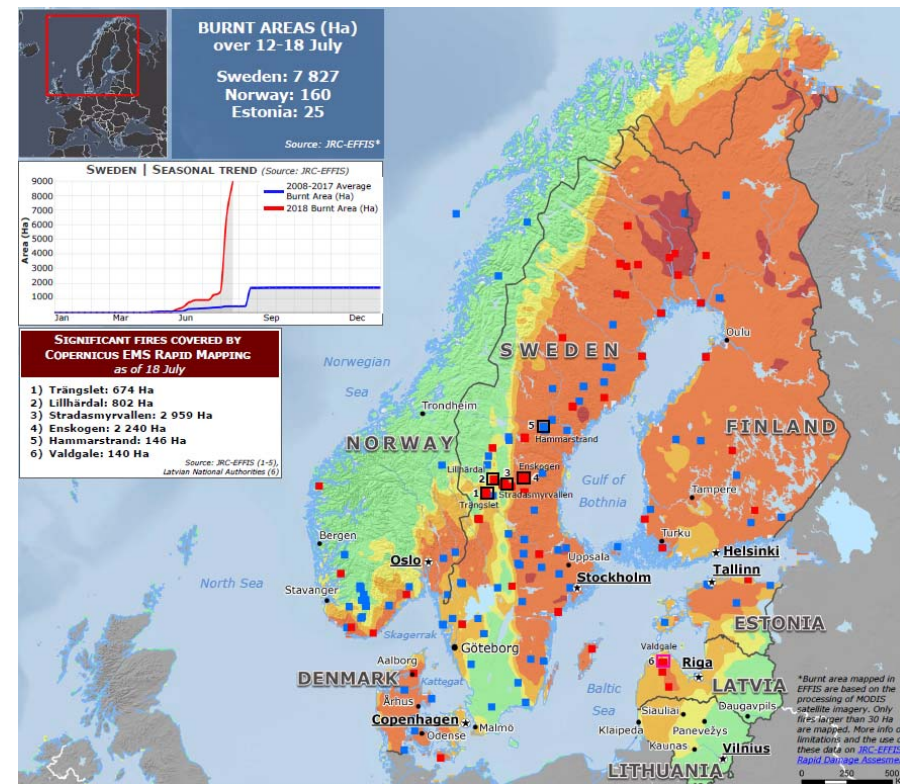 BURNT AREAS (Ha)
over 12-18 July
Sweden: 7 827
Norway: 160
Estonia: 25
Source: JRC-EFFIS*
SWEDEN | SEASONAL TREND (Source: JRC-EFFIS)
9000
8000
7000
6000
5000
4000
3000
2000
1000
Area (Ha)
2008-2017 Average
Burnt Area (Ha)
2018 Burnt Area (Ha)
Jan Mar Jun Sep Dec
SIGNIFICANT FIRES COVERED BY
COPERNICUS EMS RAPID MAPPING
as of 18 July
1) Trängslet: 674 Ha
2) Lillhärdal: 802 Ha
3) Stradasmyrvallen: 2 959 Ha
4) Enskogen: 2 240 Ha
5) Hammarstrand: 146 Ha
6) Valdgale: 140 Ha
Source: JRC-EFFIS (1-5),
Latvian National Authorities (6)
Norwegian
Sea
Trondheim
NORWAY
SWEDEN
Oulu
FINLAND
5
Hammarstrand
Lillhärdal
Enskogen
2
3
4
1
Stradasmyrvallen
Trängslet
Gulf of
Bothnia
Tampere
Bergen
Oslo
Uppsala
Turku
Helsinki
Tallinn
Stockholm
North Sea
Stavanger
ESTONIA
Skagerrak
Göteborg
Valdgale
6
Riga
Aalborg
DENMARK
Kattegat
LATVIA
Århus
Baltic
Sea
Daugavpils
Siauliai
Copenhagen
Malmö
Odense
Klaipeda
Panevežys
Kaunas
Vilnius
LITHUANIA
*Burnt area mapped in
EFFIS are based on the
processing of MODIS
satellite imagery. Only
fires larger than 30 Ha
are mapped. More info o
limitations and the use o
these data on JRC-EFFIS
Rapid Damage Assesme
0 500 K